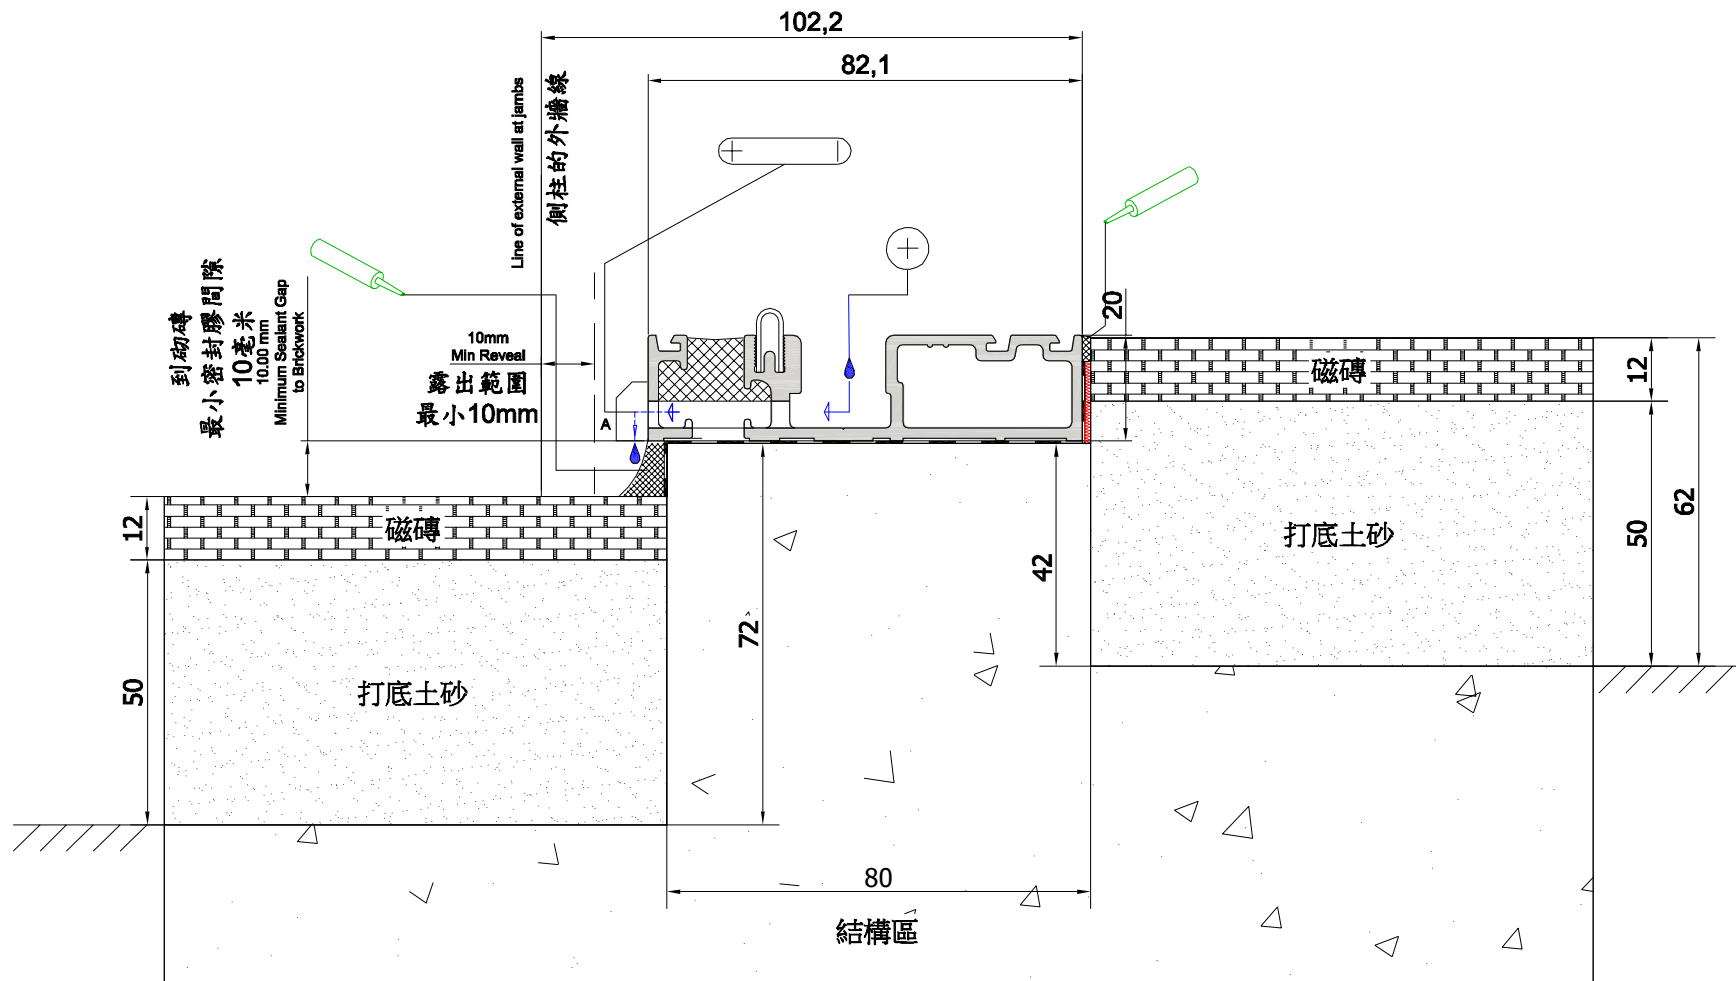 102,2
82,1
Line of external wall at jambs
側柱的外牆線
到砌磚
最小密封膠間隙
10毫米
10.00 mm
Minimum Sealant Gap
to Brickwork
10mm
Min Reveal
露出範圍
最小10mm
A
20
磁磚
12
50
62
打底土砂
42
72
12
磁磚
50
打底土砂
80
結構區